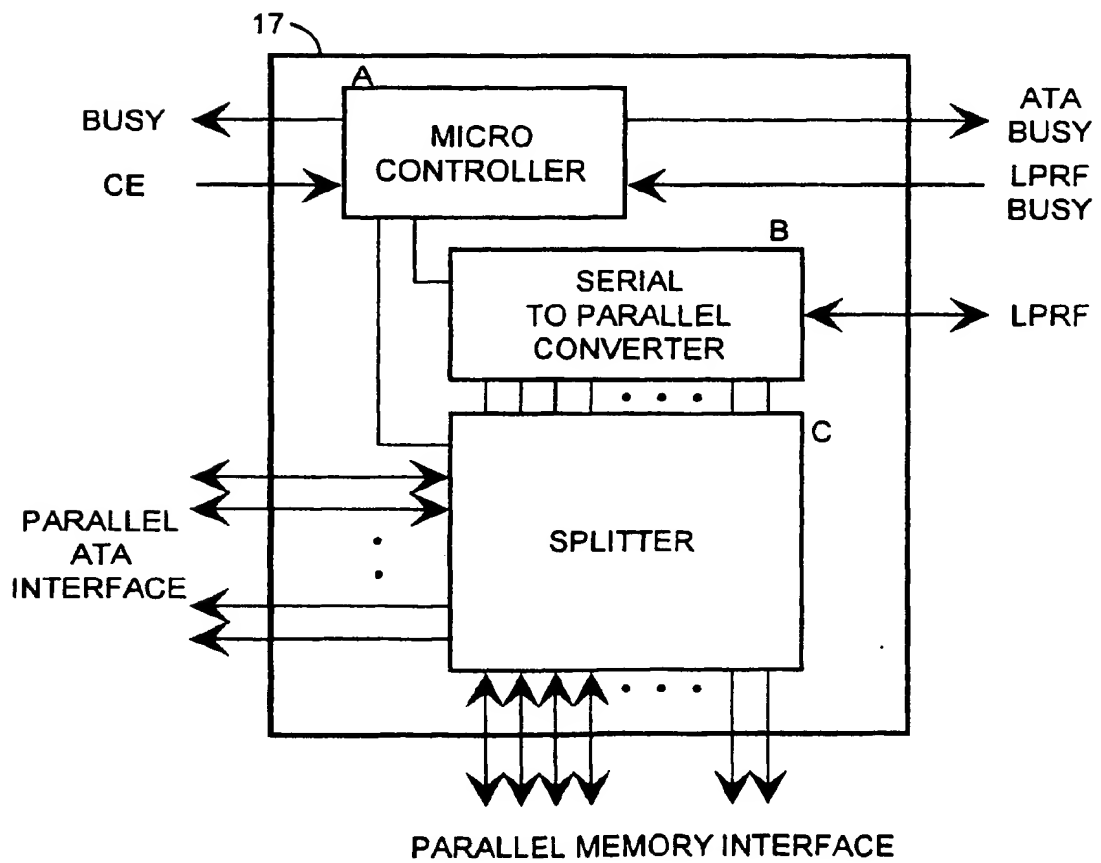 17
A
BUSY
MICRO
CONTROLLER
ATA
BUSY
CE
LPRF
BUSY
B
SERIAL
TO PARALLEL
CONVERTER
LPRF
C
PARALLEL
ATA
INTERFACE
SPLITTER
PARALLEL MEMORY INTERFACE